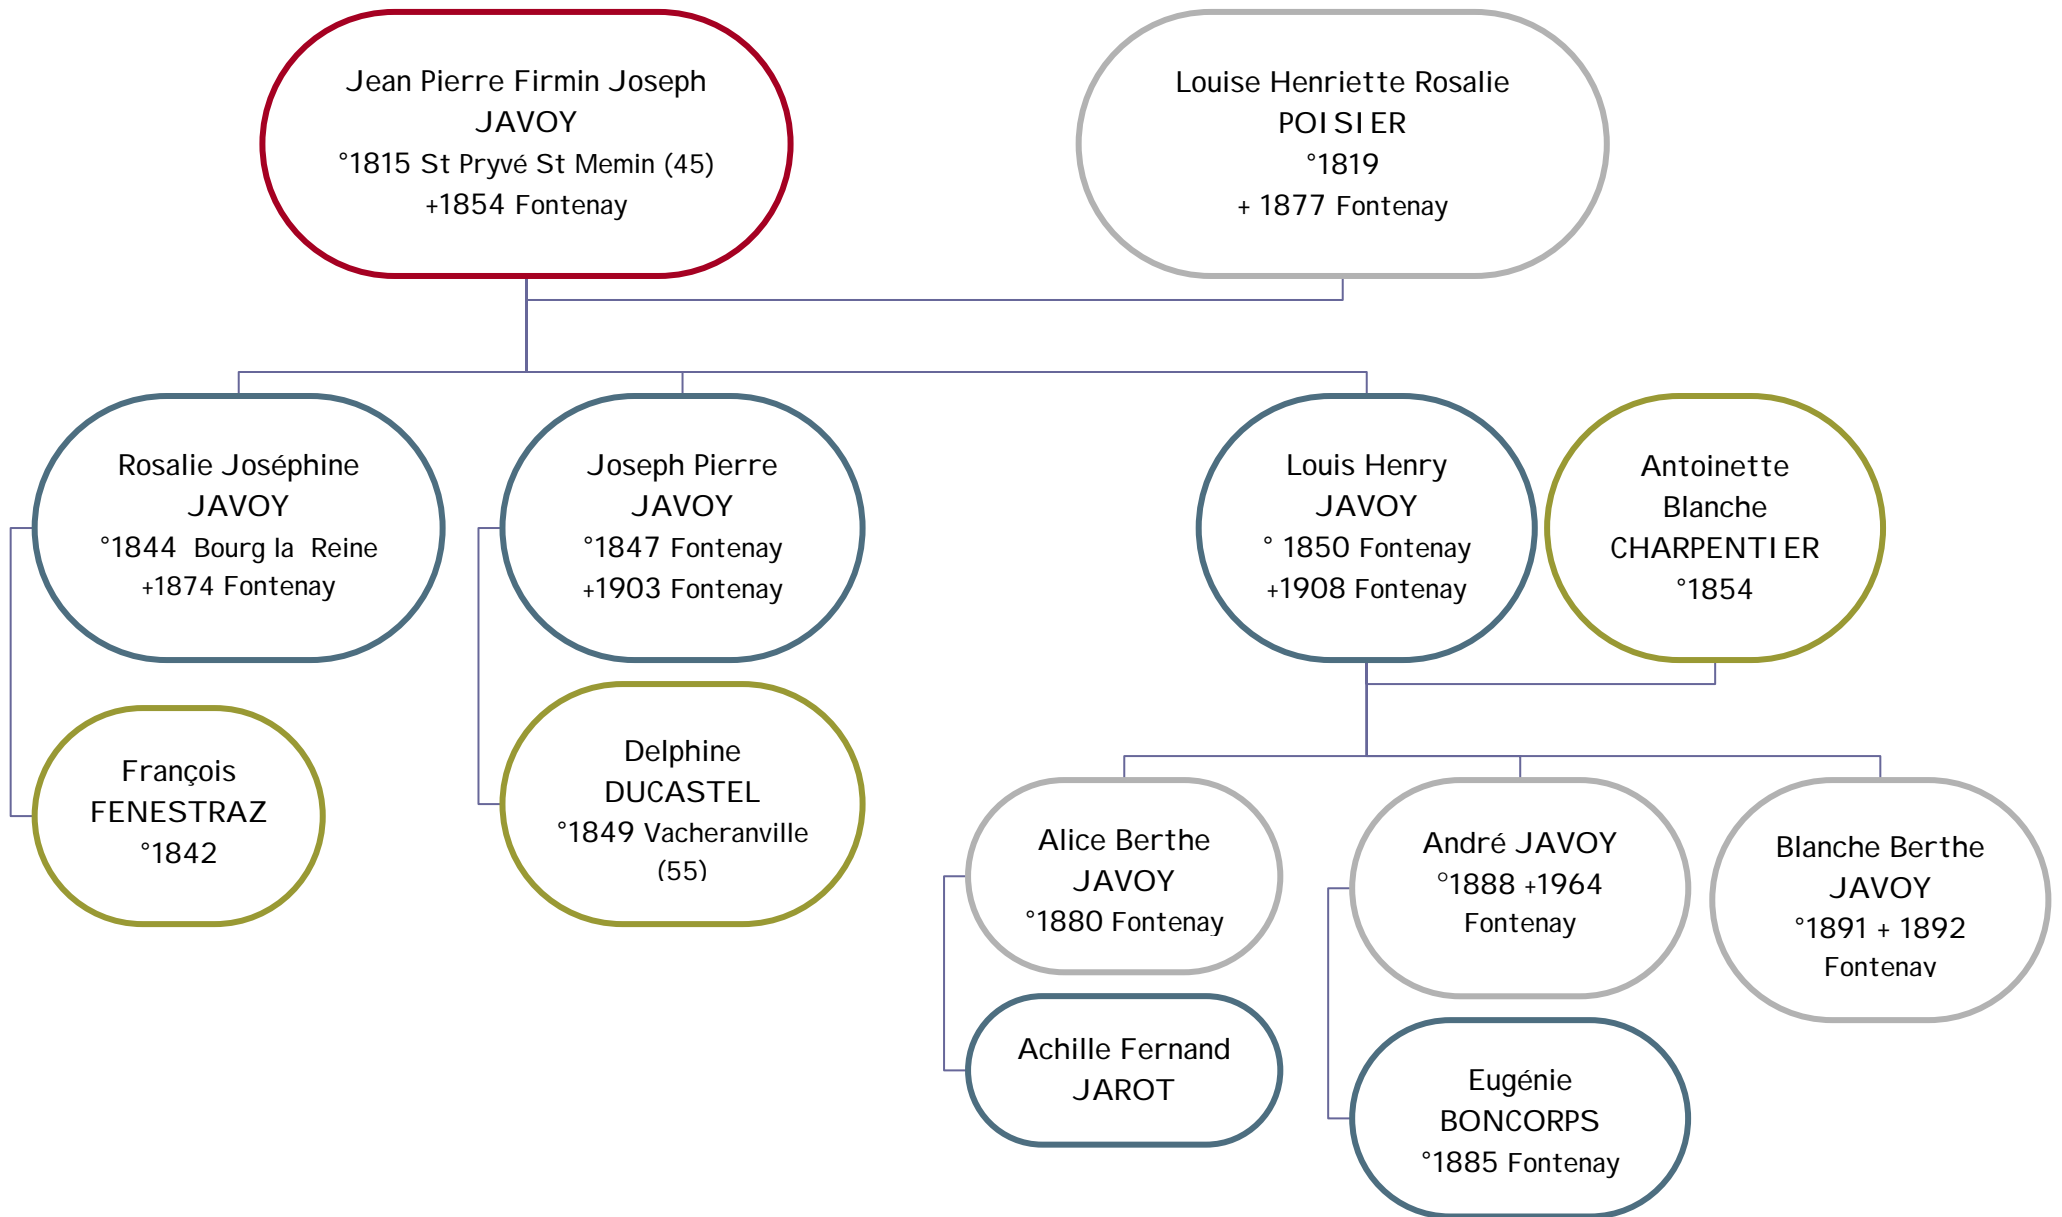 Jean Pierre Firmin Joseph
JAVOY
°1815 St Pryvé St Memin (45)
+1854 Fontenay
Louise Henriette Rosalie
POISIER
°1819
+ 1877 Fontenay
Rosalie Joséphine
JAVOY
°1844 Bourg la Reine
+1874 Fontenay
Joseph Pierre
JAVOY
°1847 Fontenay
+1903 Fontenay
Louis Henry
JAVOY
° 1850 Fontenay
+1908 Fontenay
Antoinette
Blanche
CHARPENTIER
°1854
François
FENESTRAZ
°1842
Delphine
DUCASTEL
°1849 Vacheranville
(55)
Alice Berthe
JAVOY
°1880 Fontenay
André JAVOY
°1888 +1964
Fontenay
Blanche Berthe
JAVOY
°1891 + 1892
Fontenay
Achille Fernand
JAROT
Eugénie
BONCORPS
°1885 Fontenay